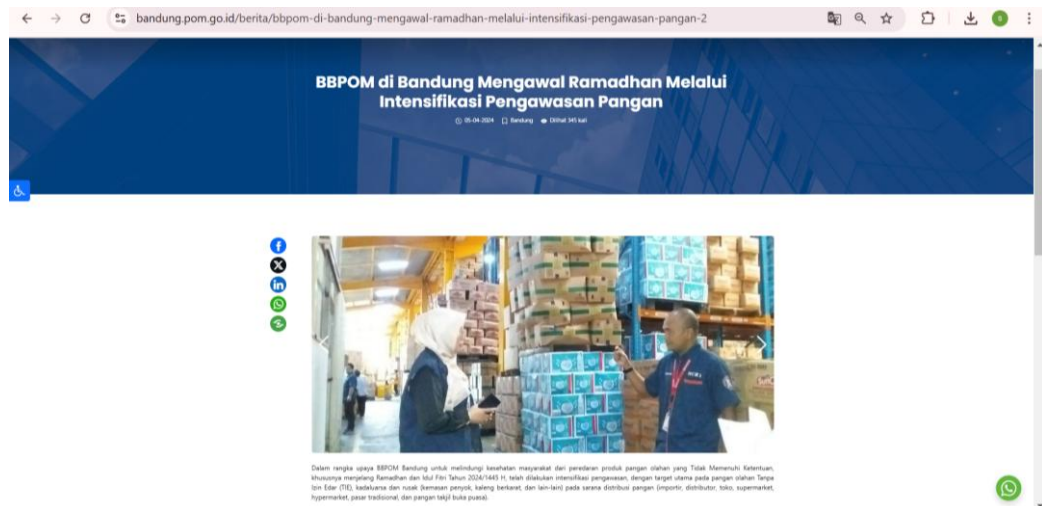 bandung.pom.go.id/berita/bbpom-di-bandung-mengawal-ramadhan-melalui-intensifikasi-pengawasan-pangan-2
BBPOM di Bandung Mengawal Ramadhan Melalui
Intensifikasi Pengawasan Pangan
05-04-2024 Bandung Dilihat 345 kali
Dalam rangka upaya BBPOM Bandung untuk melindungi kesehatan masyarakat dari peredaran produk pangan olahan yang Tidak Memenuhi Ketentuan,
khususnya menjelang Ramadhan dan Idul Fitri Tahun 2024/1445 H, telah dilakukan intensifikasi pengawasan, dengan target utama pada pangan olahan Tanpa
Izin Edar (TIE), kadaluarsa dan rusak (kemasan penyok, kaleng berkarat, dan lain-lain) pada sarana distribusi pangan (importir, distributor, toko, supermarket,
hypermarket, pasar tradisional, dan pangan takjil buka puasa).